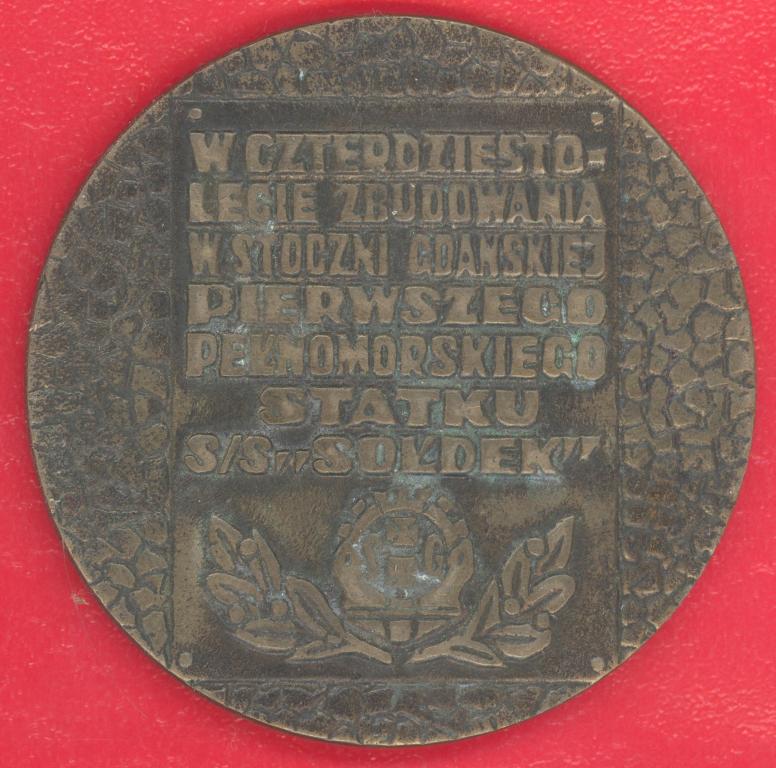 W CZTERDZIESTO-
LECIE ZBUDOWANIA
W STOCZNI GDAŃSKIEJ
PIERWSZEGO
PEŁNOMORSKIEGO
STATKU
S/S „SOŁDEK”
S G